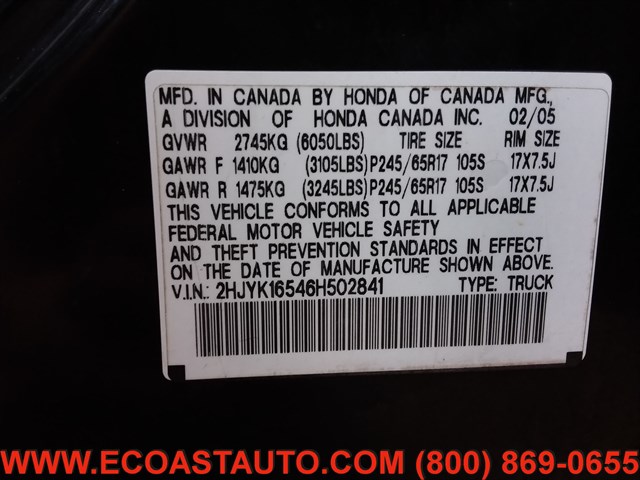 MFD. IN CANADA BY HONDA OF CANADA MFG.,
A DIVISION OF HONDA CANADA INC. 02/05
GVWR 2745KG (6050LBS) TIRE SIZE RIM SIZE
GAWR F 1410KG (3105LBS) P245/65R17 105S 17X7.5J
GAWR R 1475KG (3245LBS) P245/65R17 105S 17X7.5J
THIS VEHICLE CONFORMS TO ALL APPLICABLE
FEDERAL MOTOR VEHICLE SAFETY
AND THEFT PREVENTION STANDARDS IN EFFECT
ON THE DATE OF MANUFACTURE SHOWN ABOVE.
V.I.N.: 2HJYK16546H502841 TYPE: TRUCK
WWW.ECOASTAUTO.COM (800) 869-0655